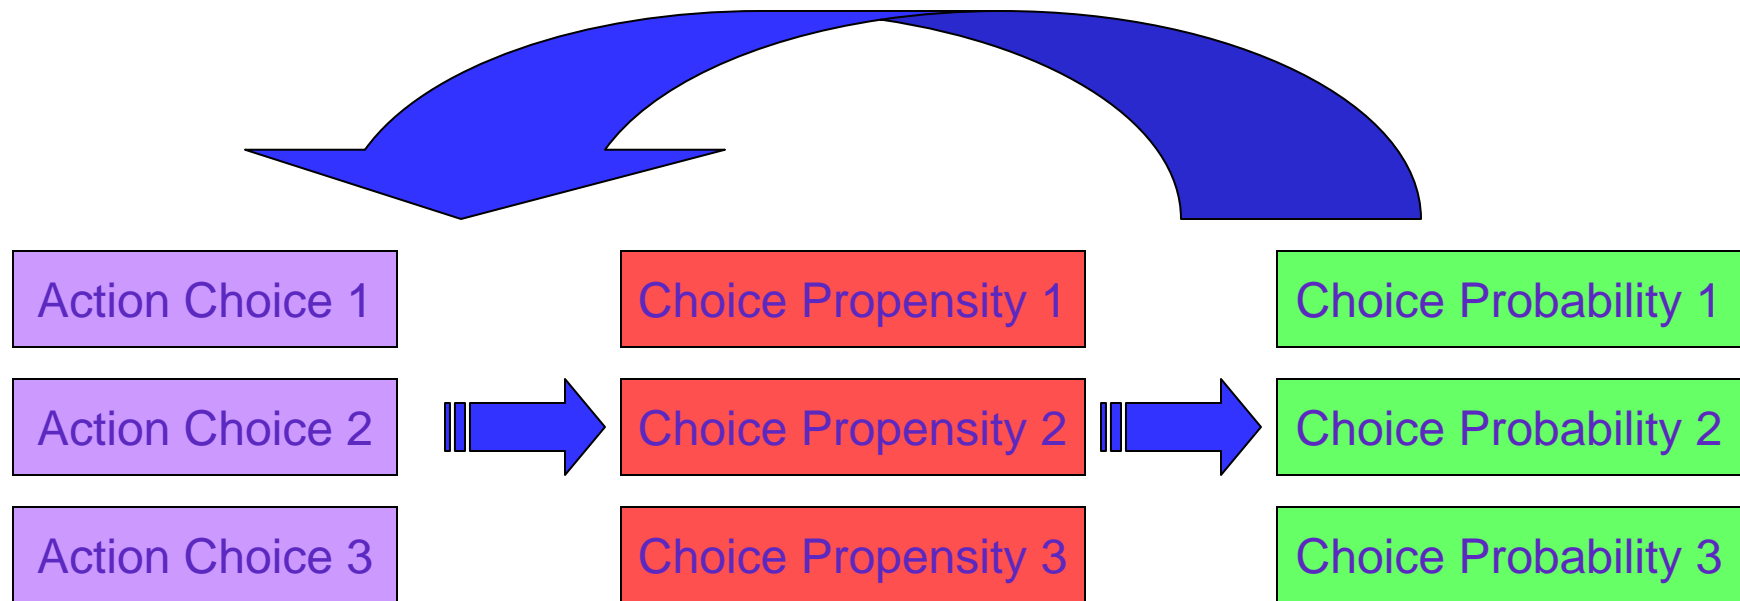 Action Choice 1
Choice Propensity 1
Choice Probability 1
Action Choice 2
Choice Propensity 2
Choice Probability 2
Action Choice 3
Choice Propensity 3
Choice Probability 3